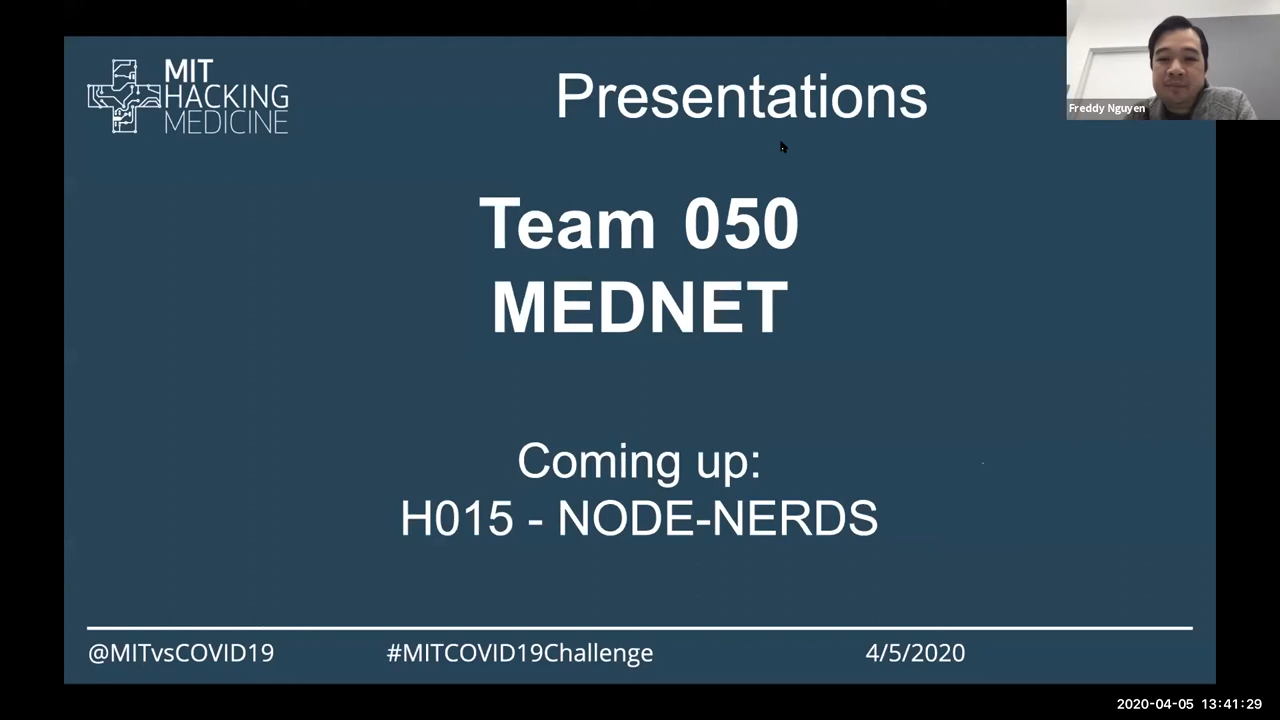 MIT
HACKING
MEDICINE
Presentations
Freddy Nguyen
Team 050
MEDNET
Coming up:
H015 - NODE-NERDS
@MITvsCOVID19
#MITCOVID19Challenge
4/5/2020
2020-04-05 13:41:29